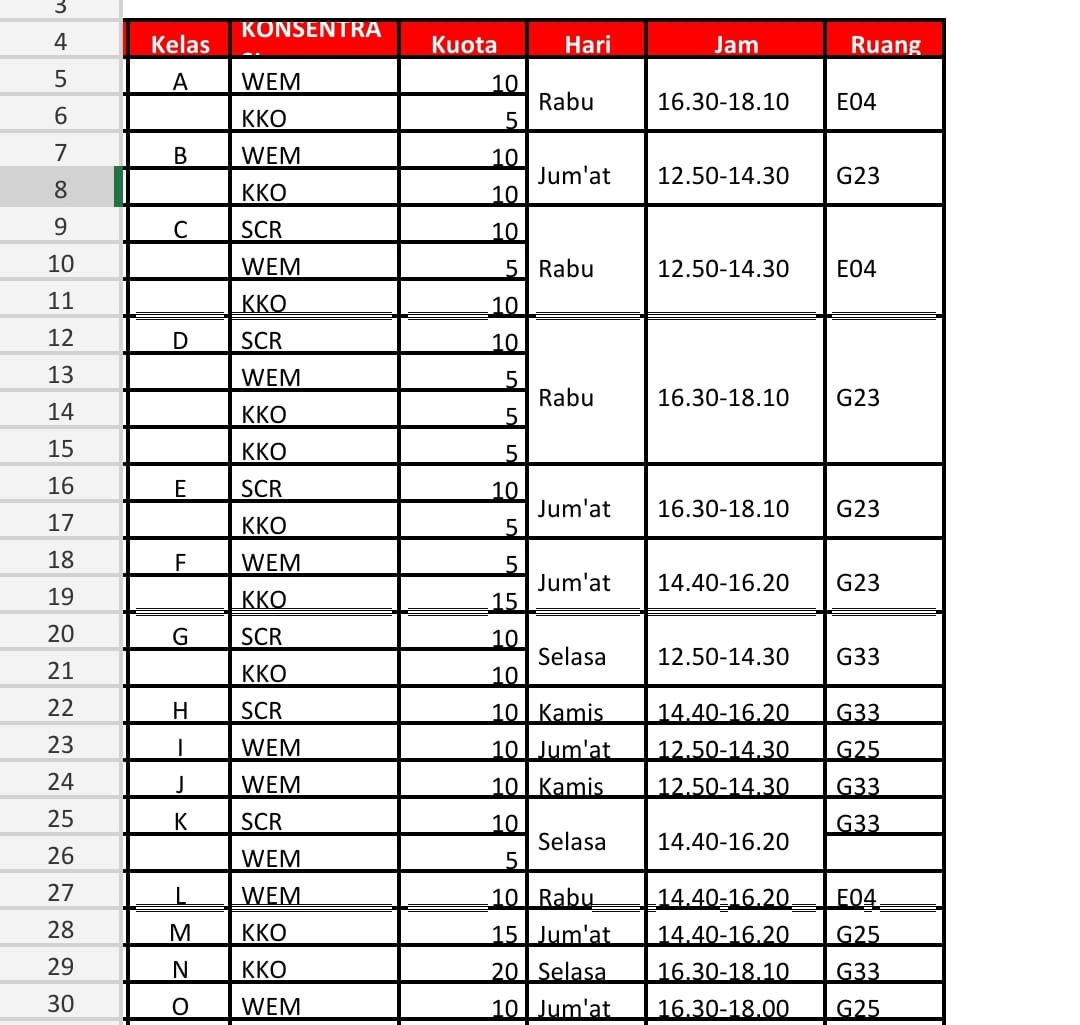 3
4 Kelas KONSENTRA Kuota Hari Jam Ruang
5 A WEM 10 Rabu 16.30-18.10 E04
6 KKO 5
7 B WEM 10 Jum'at 12.50-14.30 G23
8 KKO 10
9 C SCR 10
10 WEM 5 Rabu 12.50-14.30 E04
11 KKO 10
12 D SCR 10
13 WEM 5 Rabu 16.30-18.10 G23
14 KKO 5
15 KKO 5
16 E SCR 10 Jum'at 16.30-18.10 G23
17 KKO 5
18 F WEM 5 Jum'at 14.40-16.20 G23
19 KKO 15
20 G SCR 10 Selasa 12.50-14.30 G33
21 KKO 10
22 H SCR 10 Kamis 14.40-16.20 G33
23 I WEM 10 Jum'at 12.50-14.30 G25
24 J WEM 10 Kamis 12.50-14.30 G33
25 K SCR 10 Selasa 14.40-16.20 G33
26 WEM 5
27 L WEM 10 Rabu 14.40-16.20 E04
28 M KKO 15 Jum'at 14.40-16.20 G25
29 N KKO 20 Selasa 16.30-18.10 G33
30 O WEM 10 Jum'at 16.30-18.00 G25